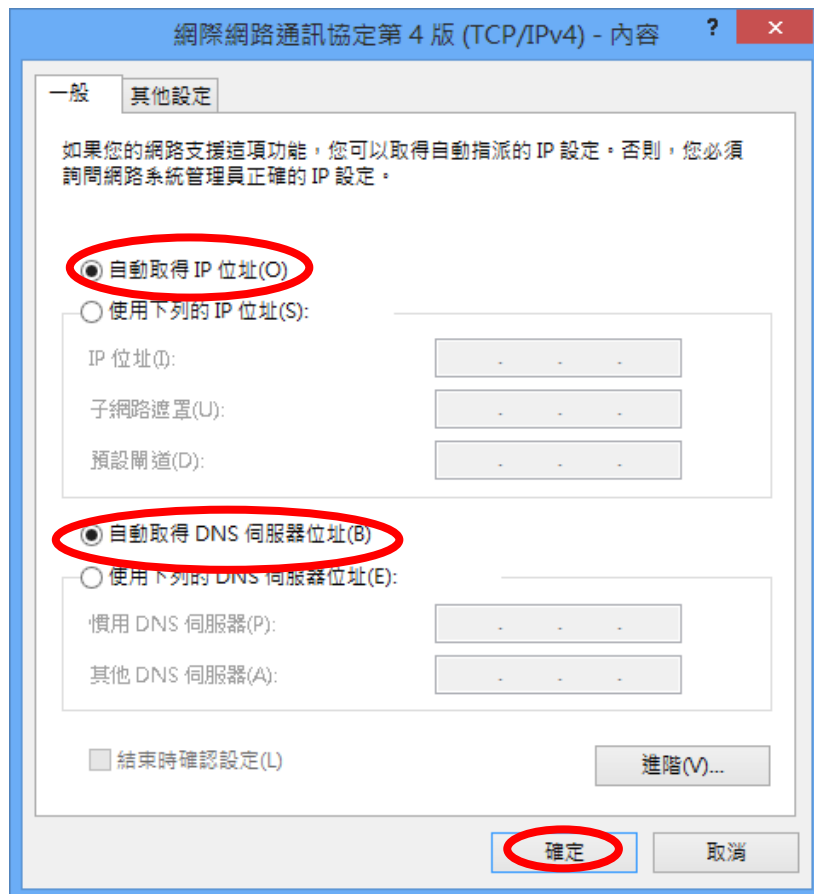 網際網路通訊協定第 4 版 (TCP/IPv4) - 內容
?
×
一般
其他設定
如果您的網路支援這項功能，您可以取得自動指派的 IP 設定。否則，您必須
詢問網路系統管理員正確的 IP 設定。
自動取得 IP 位址(O)
使用下列的 IP 位址(S):
IP 位址(I):
. . .
子網路遮罩(U):
. . .
預設閘道(D):
. . .
自動取得 DNS 伺服器位址(B)
使用下列的 DNS 伺服器位址(E):
慣用 DNS 伺服器(P):
. . .
其他 DNS 伺服器(A):
. . .
結束時確認設定(L)
進階(V)...
確定
取消